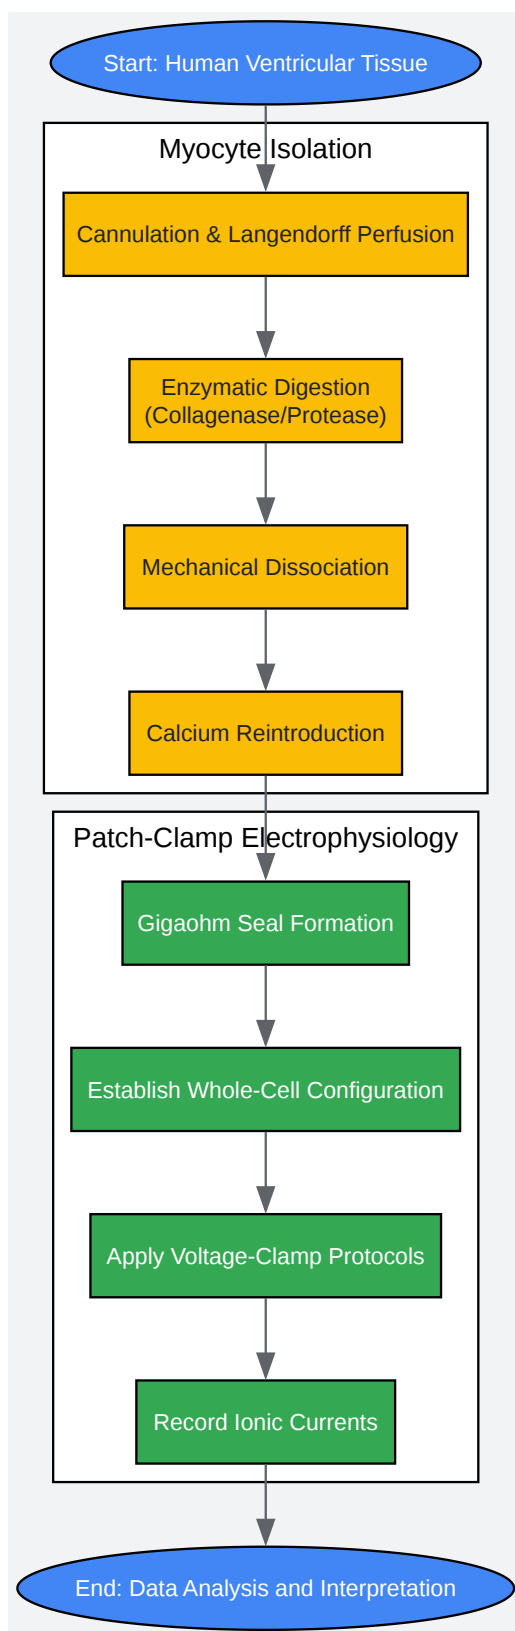 Start: Human Ventricular Tissue
Myocyte Isolation
Cannulation & Langendorff Perfusion
Enzymatic Digestion
(Collagenase/Protease)
Mechanical Dissociation
Calcium Reintroduction
Patch-Clamp Electrophysiology
Gigaohm Seal Formation
Establish Whole-Cell Configuration
Apply Voltage-Clamp Protocols
Record Ionic Currents
End: Data Analysis and Interpretation